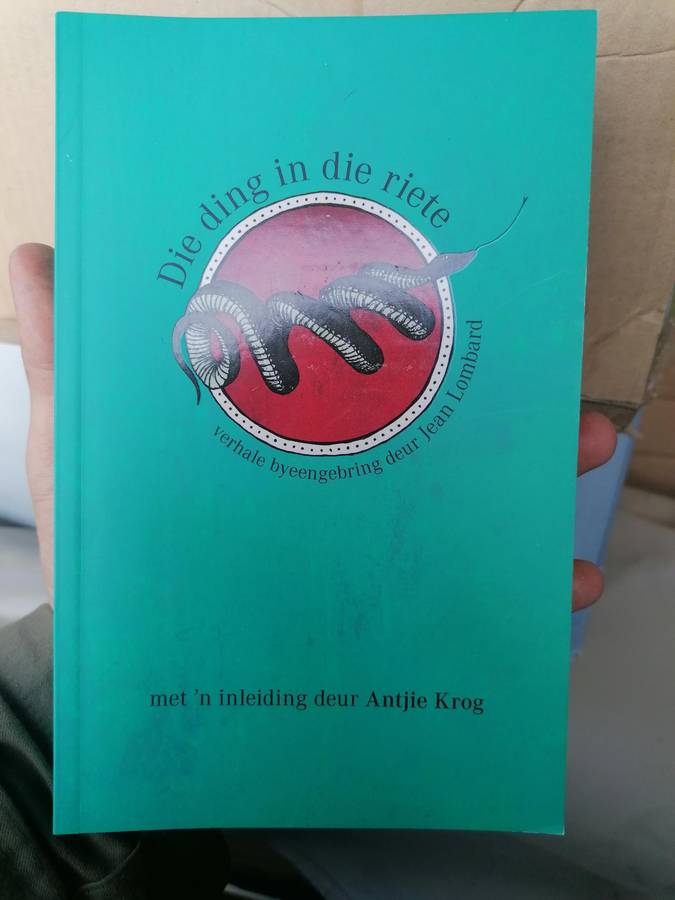 Die ding in die riete
verhale byeengebring deur Jean Lombard
met 'n inleiding deur Antjie Krog